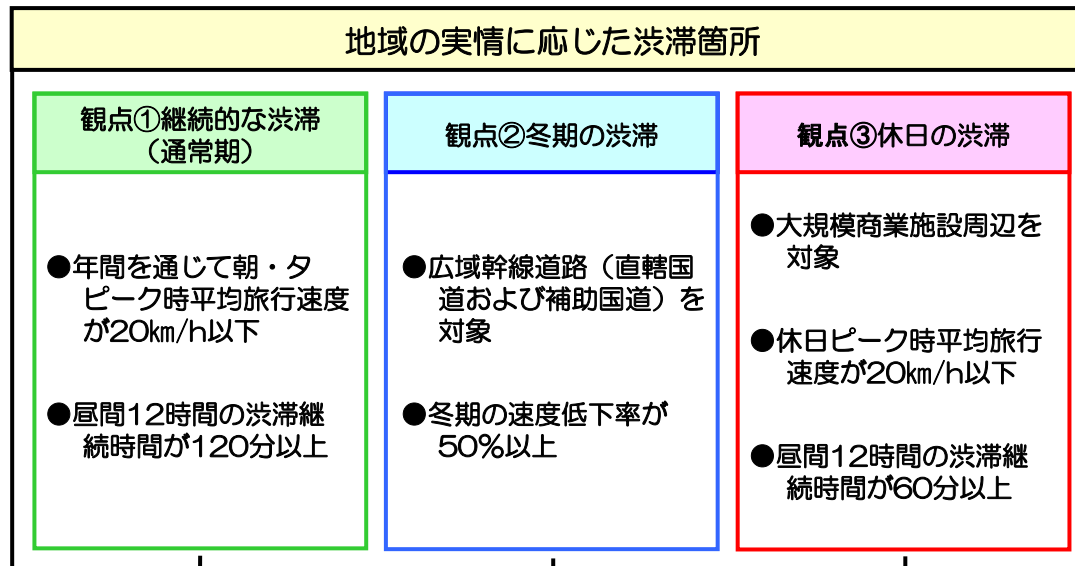 地域の実情に応じた渋滞箇所
観点①継続的な渋滞
（通常期）
●年間を通じて朝・夕
ピーク時平均旅行速度
が20㎞/h以下
●昼間12時間の渋滞継
続時間が120分以上
観点②冬期の渋滞
●広域幹線道路（直轄国
道および補助国道）を
対象
●冬期の速度低下率が
50%以上
観点③休日の渋滞
●大規模商業施設周辺を
対象
●休日ピーク時平均旅行
速度が20㎞/h以下
●昼間12時間の渋滞継
続時間が60分以上